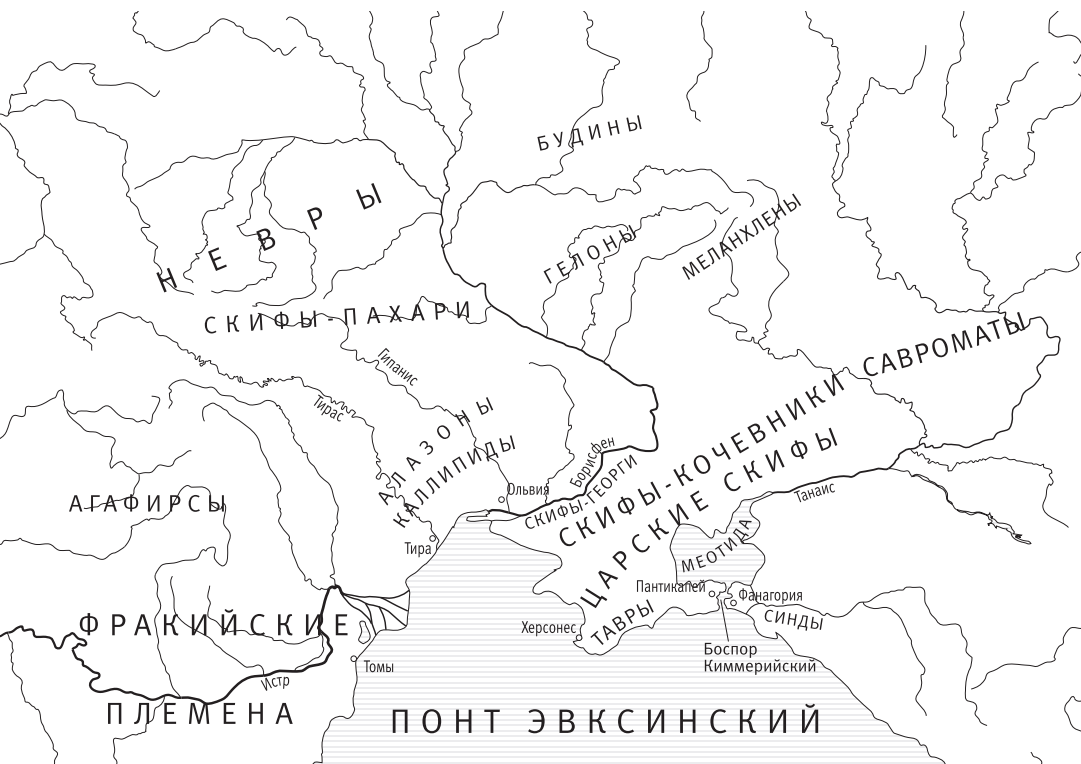 БУДИНЫ
НЕВРЫ
МЕЛАНХЛЕНЫ
ГЕЛОНЫ
СКИФЫ-ПАХАРИ
САВРОМАТЫ
Гипанис
Тирас
АЛАЗОНЫ
КАЛЛИПИДЫ
Борисфен
СКИФЫ-КОЧЕВНИКИ
ЦАРСКИЕ СКИФЫ
АГАФИРСЫ
Ольвия
СКИФЫ-ГЕОРГИ
Танаис
Тира
МЕОТИДА
Пантикапей
Фанагория
ФРАКИЙСКИЕ
ПЛЕМЕНА
Херсонес
ТАВРЫ
СИНДЫ
Боспор
Киммерийский
Томы
Истр
ПОНТ ЭВКСИНСКИЙ